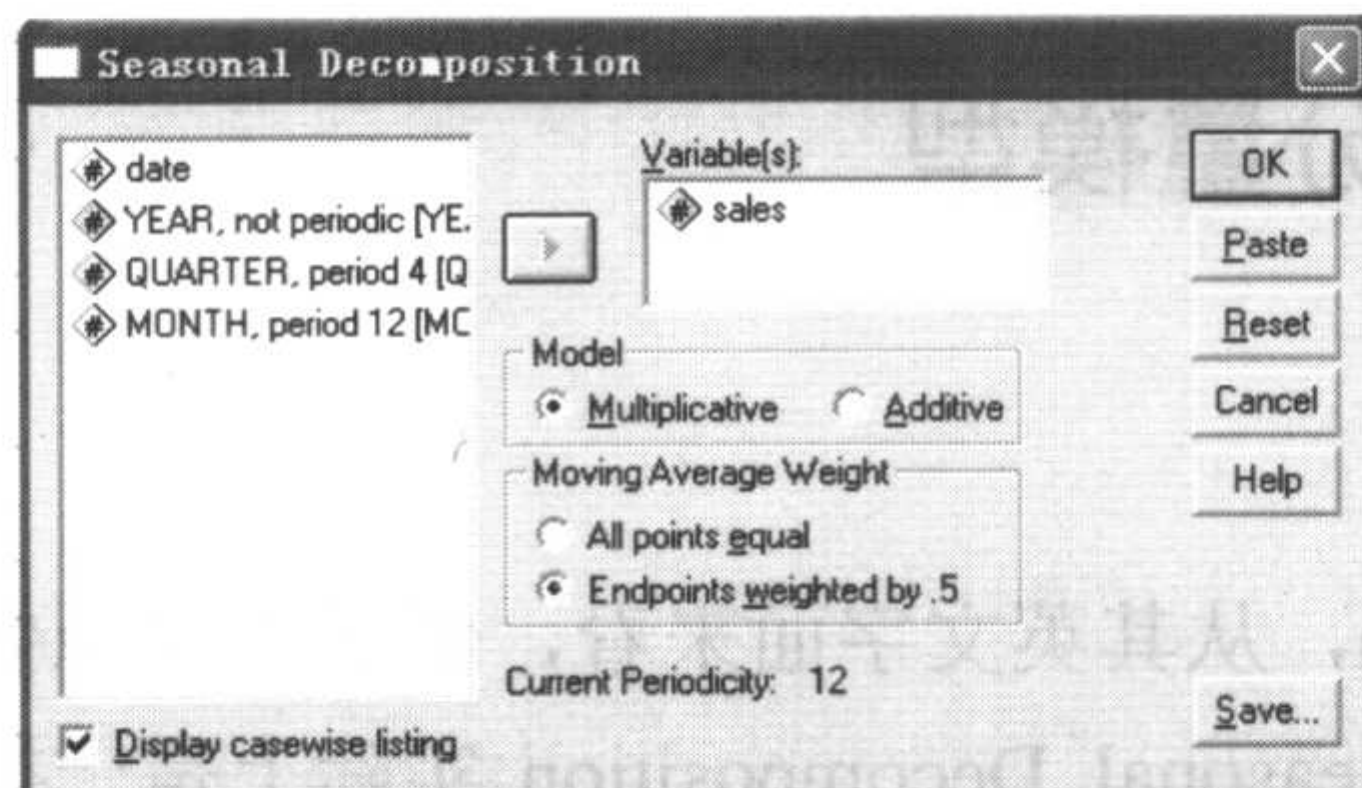 Seasonal Decomposition
date
YEAR, not periodic [YE.
QUARTER, period 4 [Q
MONTH, period 12 [MC
Display casewise listing
Variable(s):
sales
Model
Multiplicative
Additive
Moving Average Weight
All points equal
Endpoints weighted by .5
Current Periodicity: 12
OK
Paste
Reset
Cancel
Help
Save...